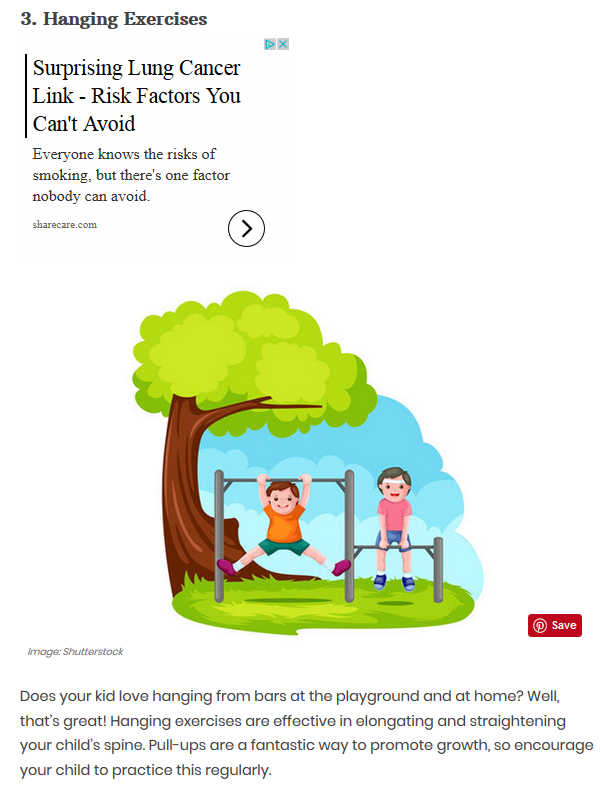 3. Hanging Exercises
Surprising Lung Cancer
Link - Risk Factors You
Can't Avoid
Everyone knows the risks of
smoking, but there's one factor
nobody can avoid.
sharecare.com
Save
Image: Shutterstock
Does your kid love hanging from bars at the playground and at home? Well,
that’s great! Hanging exercises are effective in elongating and straightening
your child’s spine. Pull-ups are a fantastic way to promote growth, so encourage
your child to practice this regularly.